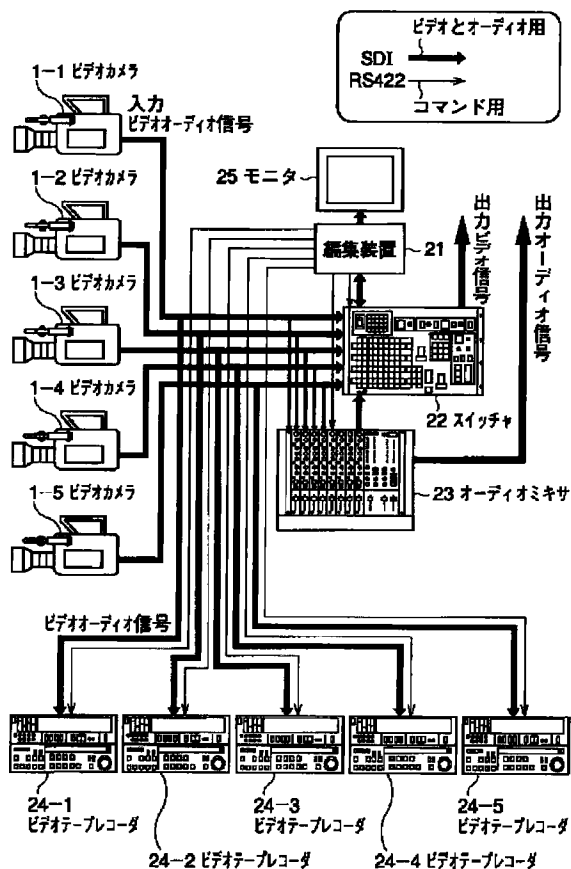 ビデオとオーディオ用
SDI
RS422
コマンド用
1-1 ビデオカメラ
入力
ビデオオーディオ信号
1-2 ビデオカメラ
1-3 ビデオカメラ
1-4 ビデオカメラ
1-5 ビデオカメラ
25 モニタ
編集装置
21
出力ビデオ信号
出力オーディオ信号
22 スイッチャ
23 オーディオミキサ
ビデオオーディオ信号
24-1
ビデオテープレコーダ
24-2 ビデオテープレコーダ
24-3
ビデオテープレコーダ
24-4 ビデオテープレコーダ
24-5
ビデオテープレコーダ